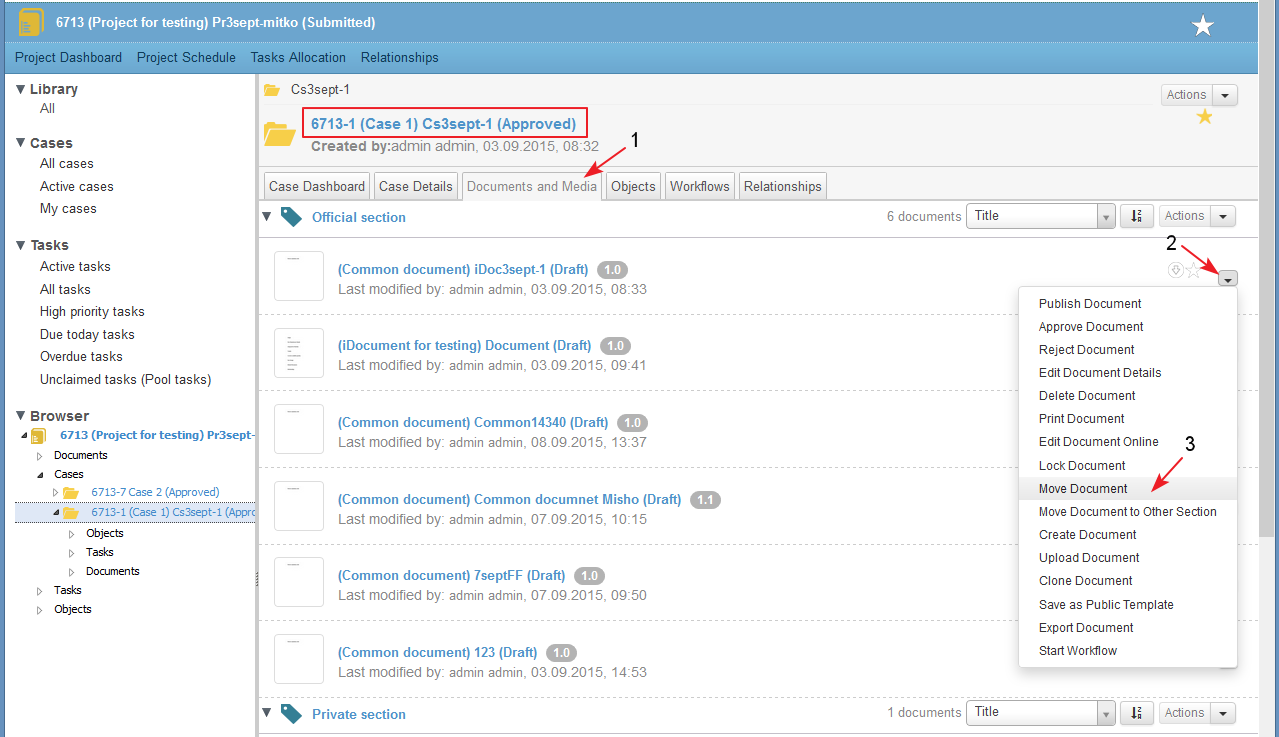 6713 (Project for testing) Pr3sept-mitko (Submitted)
Project Dashboard Project Schedule Tasks Allocation Relationships
Library
All
Cases
All cases
Active cases
My cases
Tasks
Active tasks
All tasks
High priority tasks
Due today tasks
Overdue tasks
Unclaimed tasks (Pool tasks)
Browser
6713 (Project for testing) Pr3sept-
Documents
Cases
6713-7 Case 2 (Approved)
6713-1 (Case 1) Cs3sept-1 (Appro
Objects
Tasks
Documents
Tasks
Objects
Cs3sept-1
Actions
6713-1 (Case 1) Cs3sept-1 (Approved)
Created by:admin admin, 03.09.2015, 08:32
1
Case Dashboard Case Details Documents and Media Objects Workflows Relationships
Official section 6 documents Title Actions
2
(Common document) iDoc3sept-1 (Draft) 1.0
Last modified by: admin admin, 03.09.2015, 08:33
(iDocument for testing) Document (Draft) 1.0
Last modified by: admin admin, 03.09.2015, 09:41
(Common document) Common14340 (Draft) 1.0
Last modified by: admin admin, 08.09.2015, 13:37
(Common document) Common documnet Misho (Draft) 1.1
Last modified by: admin admin, 07.09.2015, 10:15
(Common document) 7septFF (Draft) 1.0
Last modified by: admin admin, 07.09.2015, 09:50
(Common document) 123 (Draft) 1.0
Last modified by: admin admin, 03.09.2015, 14:53
Publish Document
Approve Document
Reject Document
Edit Document Details
Delete Document
Print Document
Edit Document Online
3
Lock Document
Move Document
Move Document to Other Section
Create Document
Upload Document
Clone Document
Save as Public Template
Export Document
Start Workflow
Private section 1 documents Title Actions